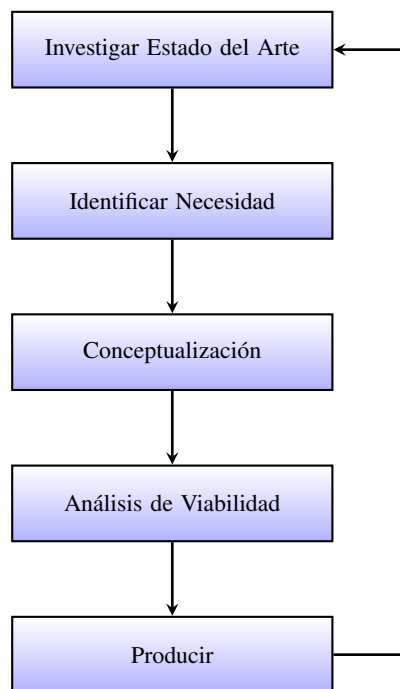 Investigar Estado del Arte
Identificar Necesidad
Conceptualización
Análisis de Viabilidad
Producir